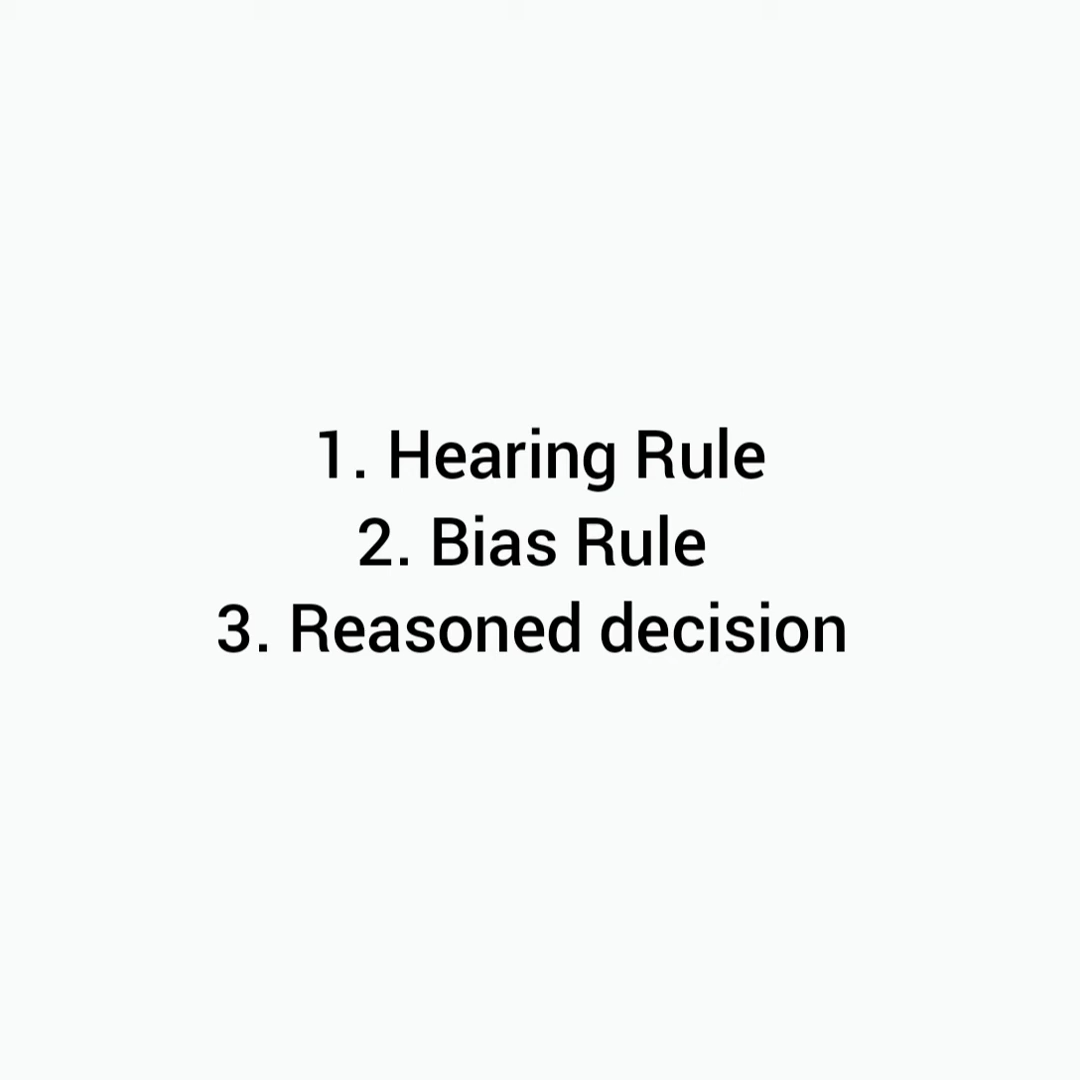 1. Hearing Rule
2. Bias Rule
3. Reasoned decision